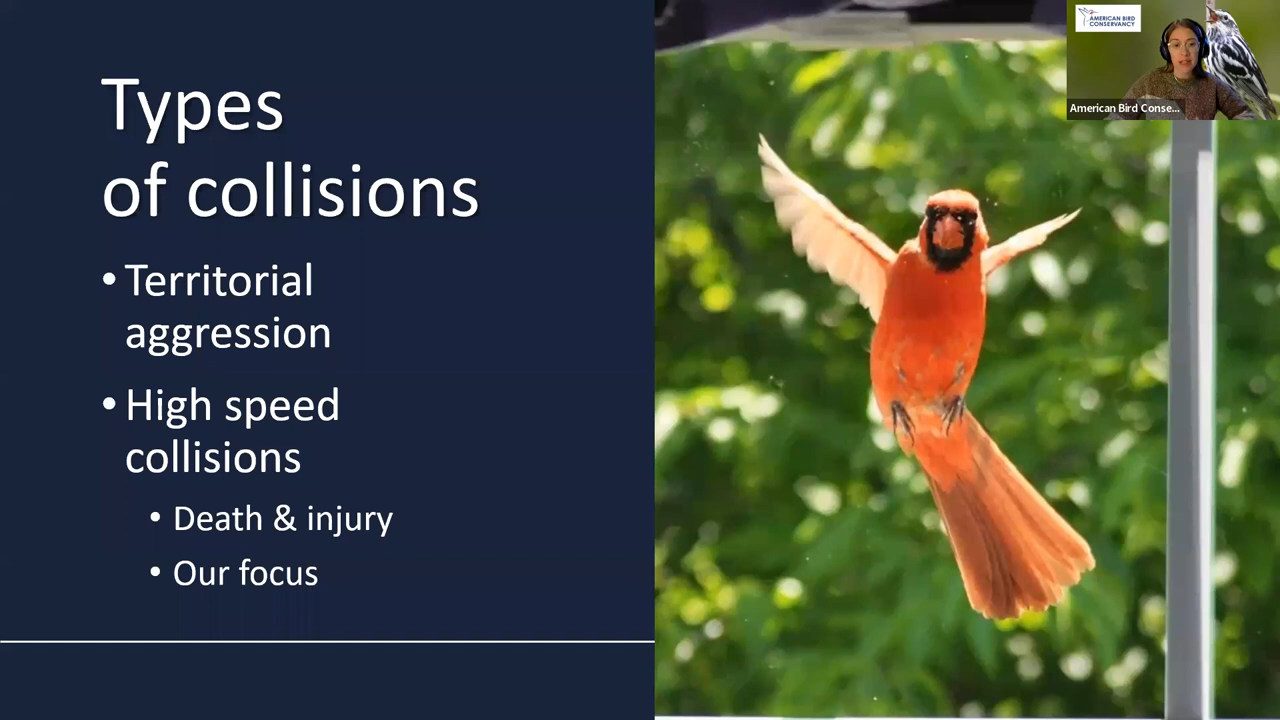 Types
of collisions
• Territorial
aggression
• High speed
collisions
• Death & injury
• Our focus
AMERICAN BIRD
CONSERVANCY
American Bird Conse...